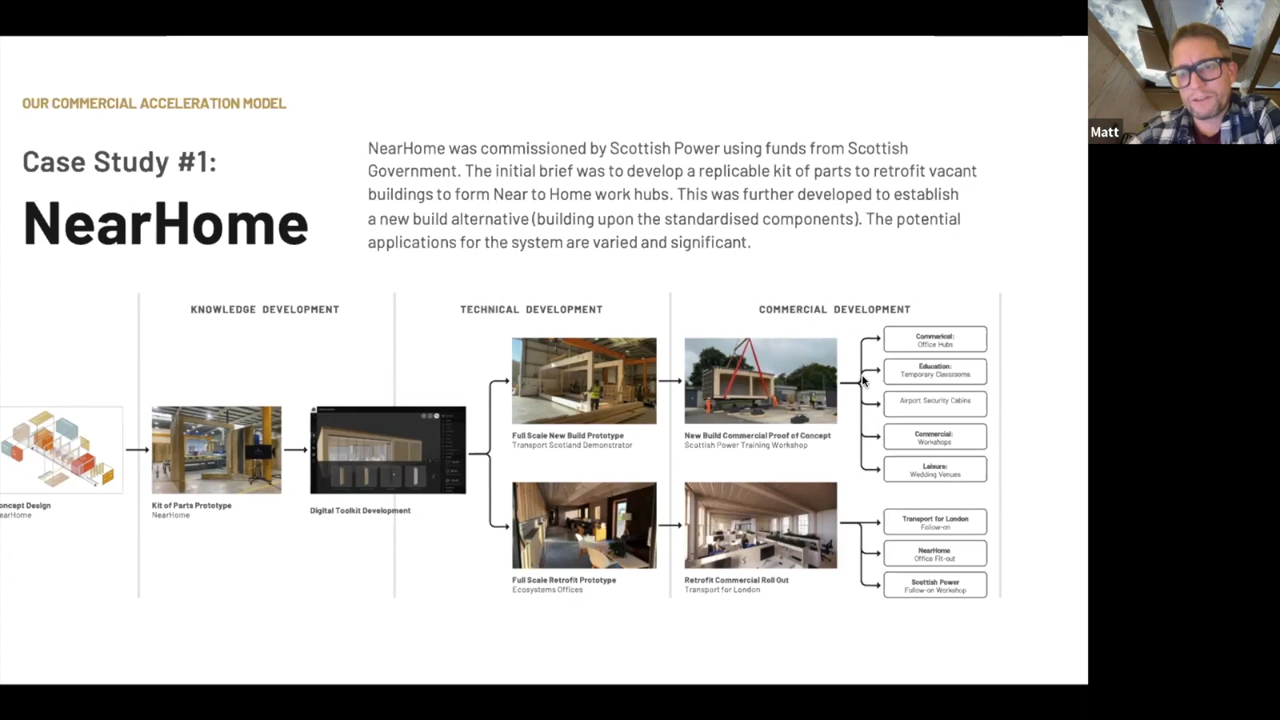 OUR COMMERCIAL ACCELERATION MODEL
Case Study #1:
NearHome
NearHome was commissioned by Scottish Power using funds from Scottish
Government. The initial brief was to develop a replicable kit of parts to retrofit vacant
buildings to form Near to Home work hubs. This was further developed to establish
a new build alternative (building upon the standardised components). The potential
applications for the system are varied and significant.
Matt
KNOWLEDGE DEVELOPMENT
TECHNICAL DEVELOPMENT
COMMERCIAL DEVELOPMENT
oncept Design
earHome
Kit of Parts Prototype
NearHome
Digital Toolkit Development
Full Scale New Build Prototype
Transport Scotland Demonstrator
New Build Commercial Proof of Concept
Scottish Power Training Workshop
Full Scale Retrofit Prototype
Ecosystems Offices
Retrofit Commercial Roll Out
Transport for London
Commarical:
Office Hubs
Education:
Temporary Classrooms
Airport Security Cabins
Commercial:
Workshops
Leisure:
Wedding Venues
Transport for London
Follow-on
NearHome
Office Fit-out
Scottish Power
Follow-on Workshop